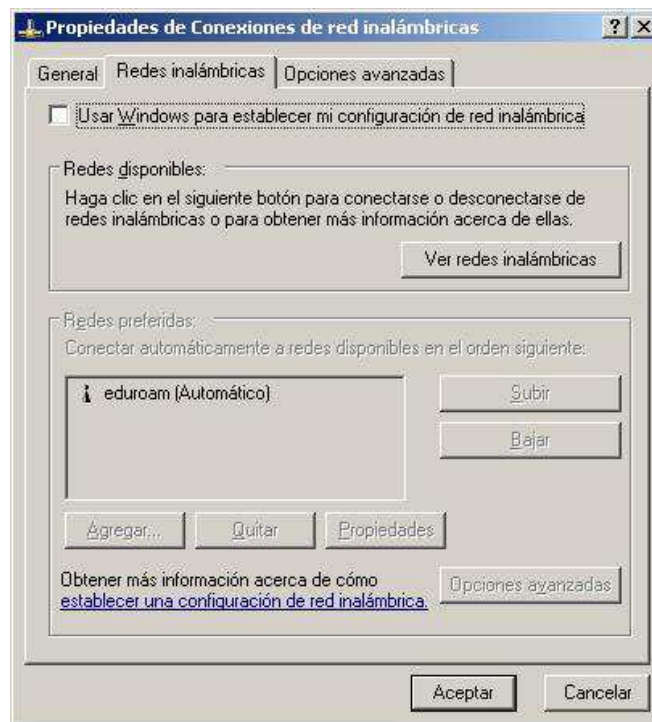 Propiedades de Conexiones de red inalámbricas
General Redes inalámbricas Opciones avanzadas
Usar Windows para establecer mi configuración de red inalámbrica
Redes disponibles:
Haga clic en el siguiente botón para conectarse o desconectarse de
redes inalámbricas o para obtener más información acerca de ellas.
Ver redes inalámbricas
Redes preferidas:
Conectar automáticamente a redes disponibles en el orden siguiente:
eduroam (Automático)
Subir
Bajar
Agregar... Quitar Propiedades
Obtener más información acerca de cómo
establecer una configuración de red inalámbrica.
Opciones avanzadas
Aceptar Cancelar